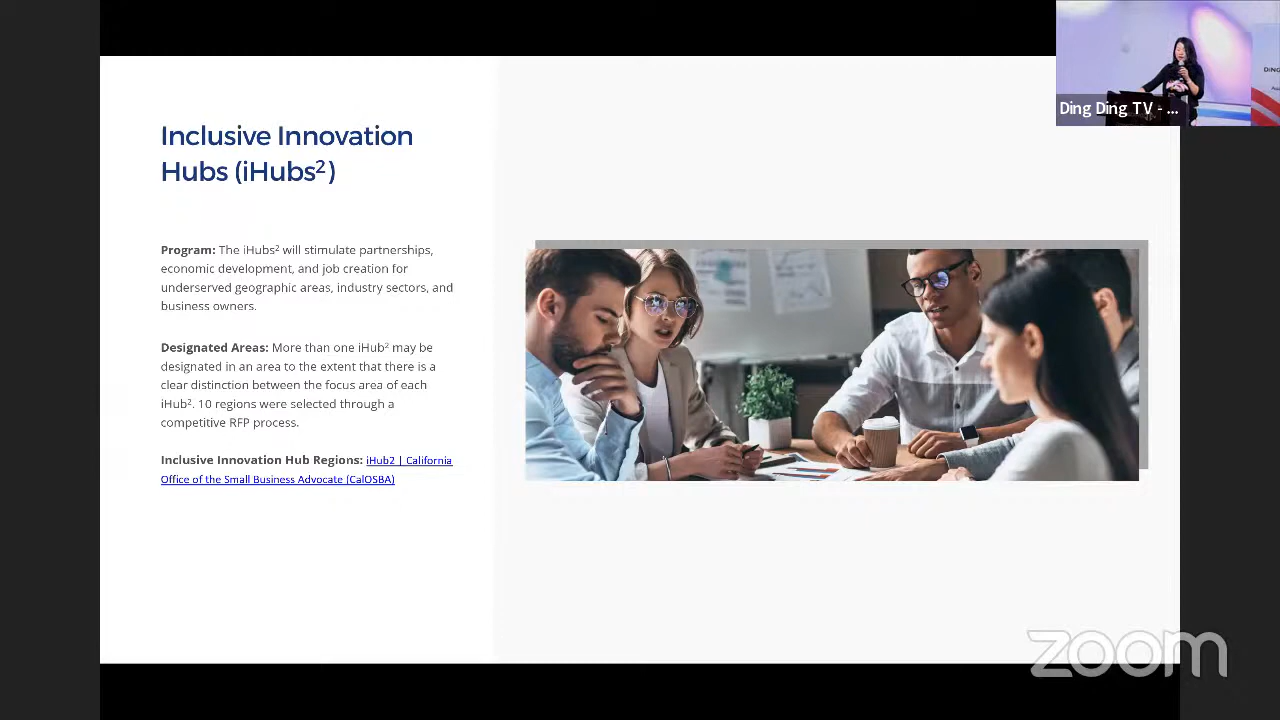 Inclusive Innovation
Hubs (iHubs²)
Program: The iHubs² will stimulate partnerships,
economic development, and job creation for
underserved geographic areas, industry sectors, and
business owners.
Designated Areas: More than one iHub² may be
designated in an area to the extent that there is a
clear distinction between the focus area of each
iHub². 10 regions were selected through a
competitive RFP process.
Inclusive Innovation Hub Regions: iHub2 | California
Office of the Small Business Advocate (CalOSBA)
Ding Ding TV - ...
zoom